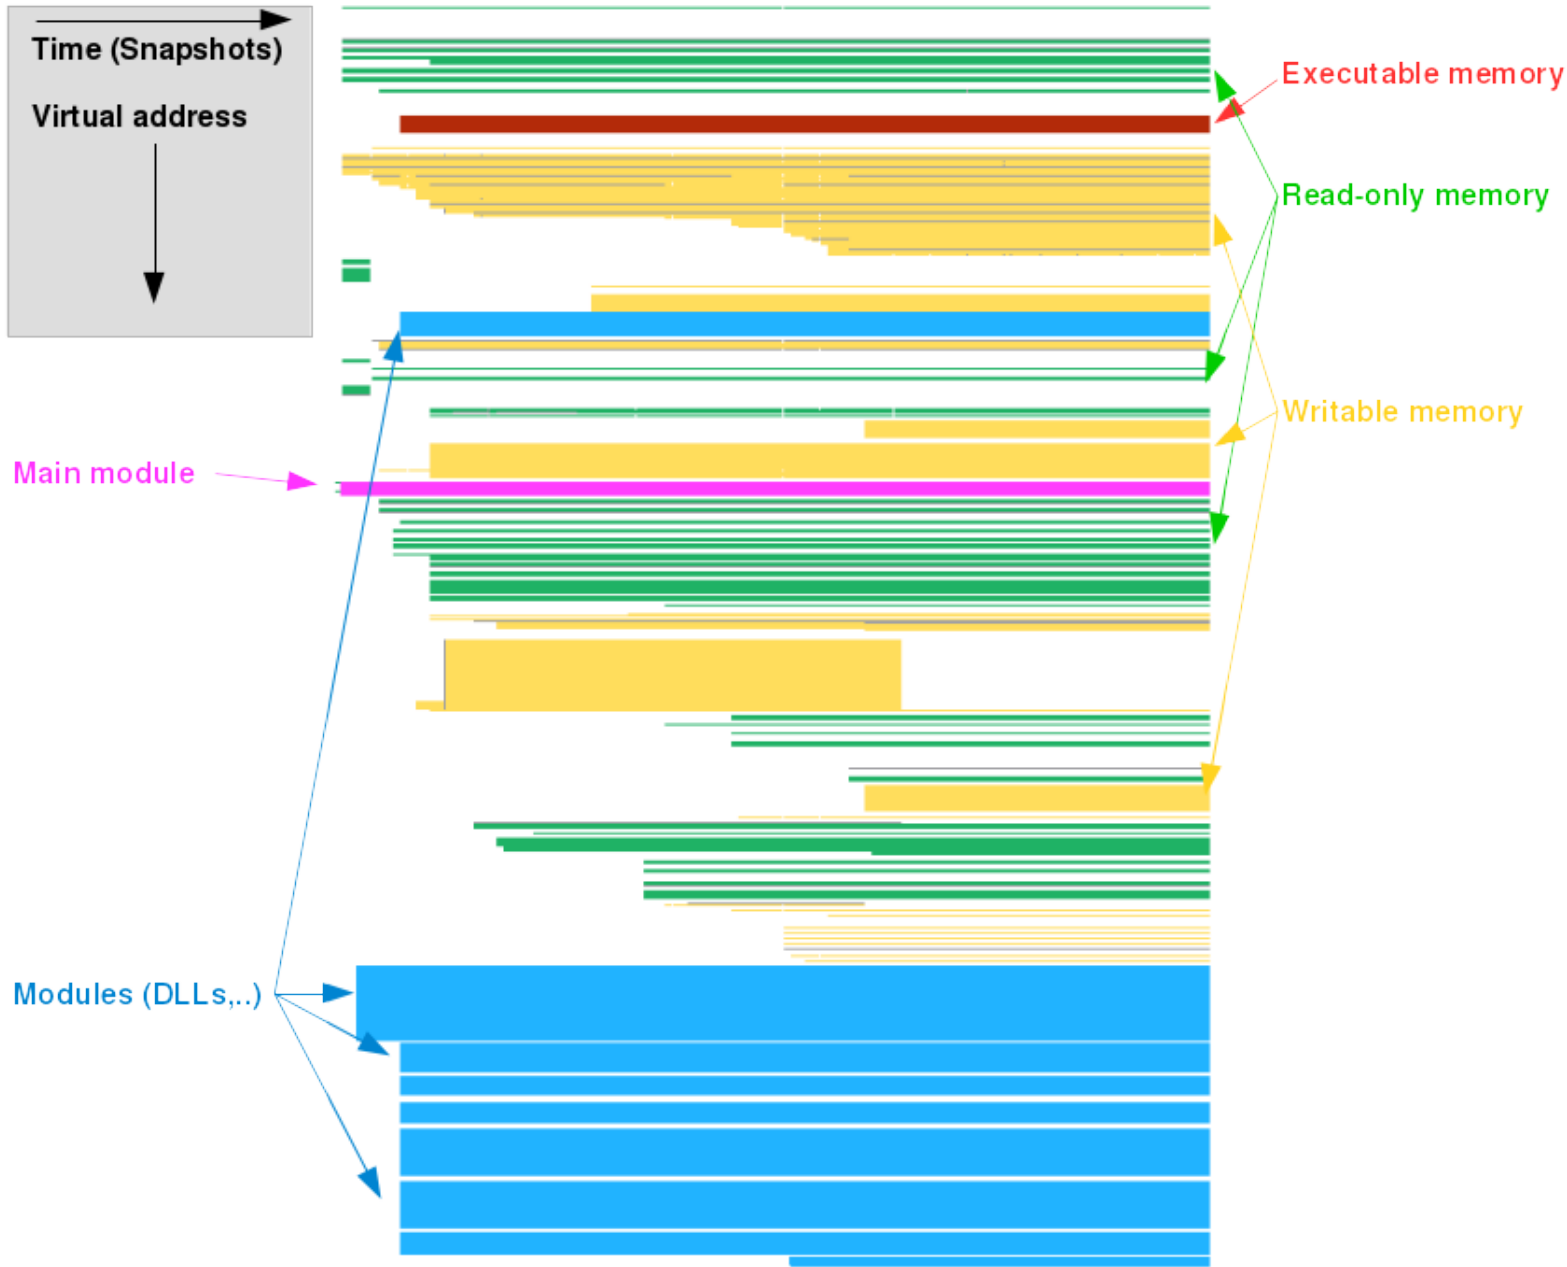 Time (Snapshots)
Virtual address
Executable memory
Read-only memory
Writable memory
Main module
Modules (DLLs,..)